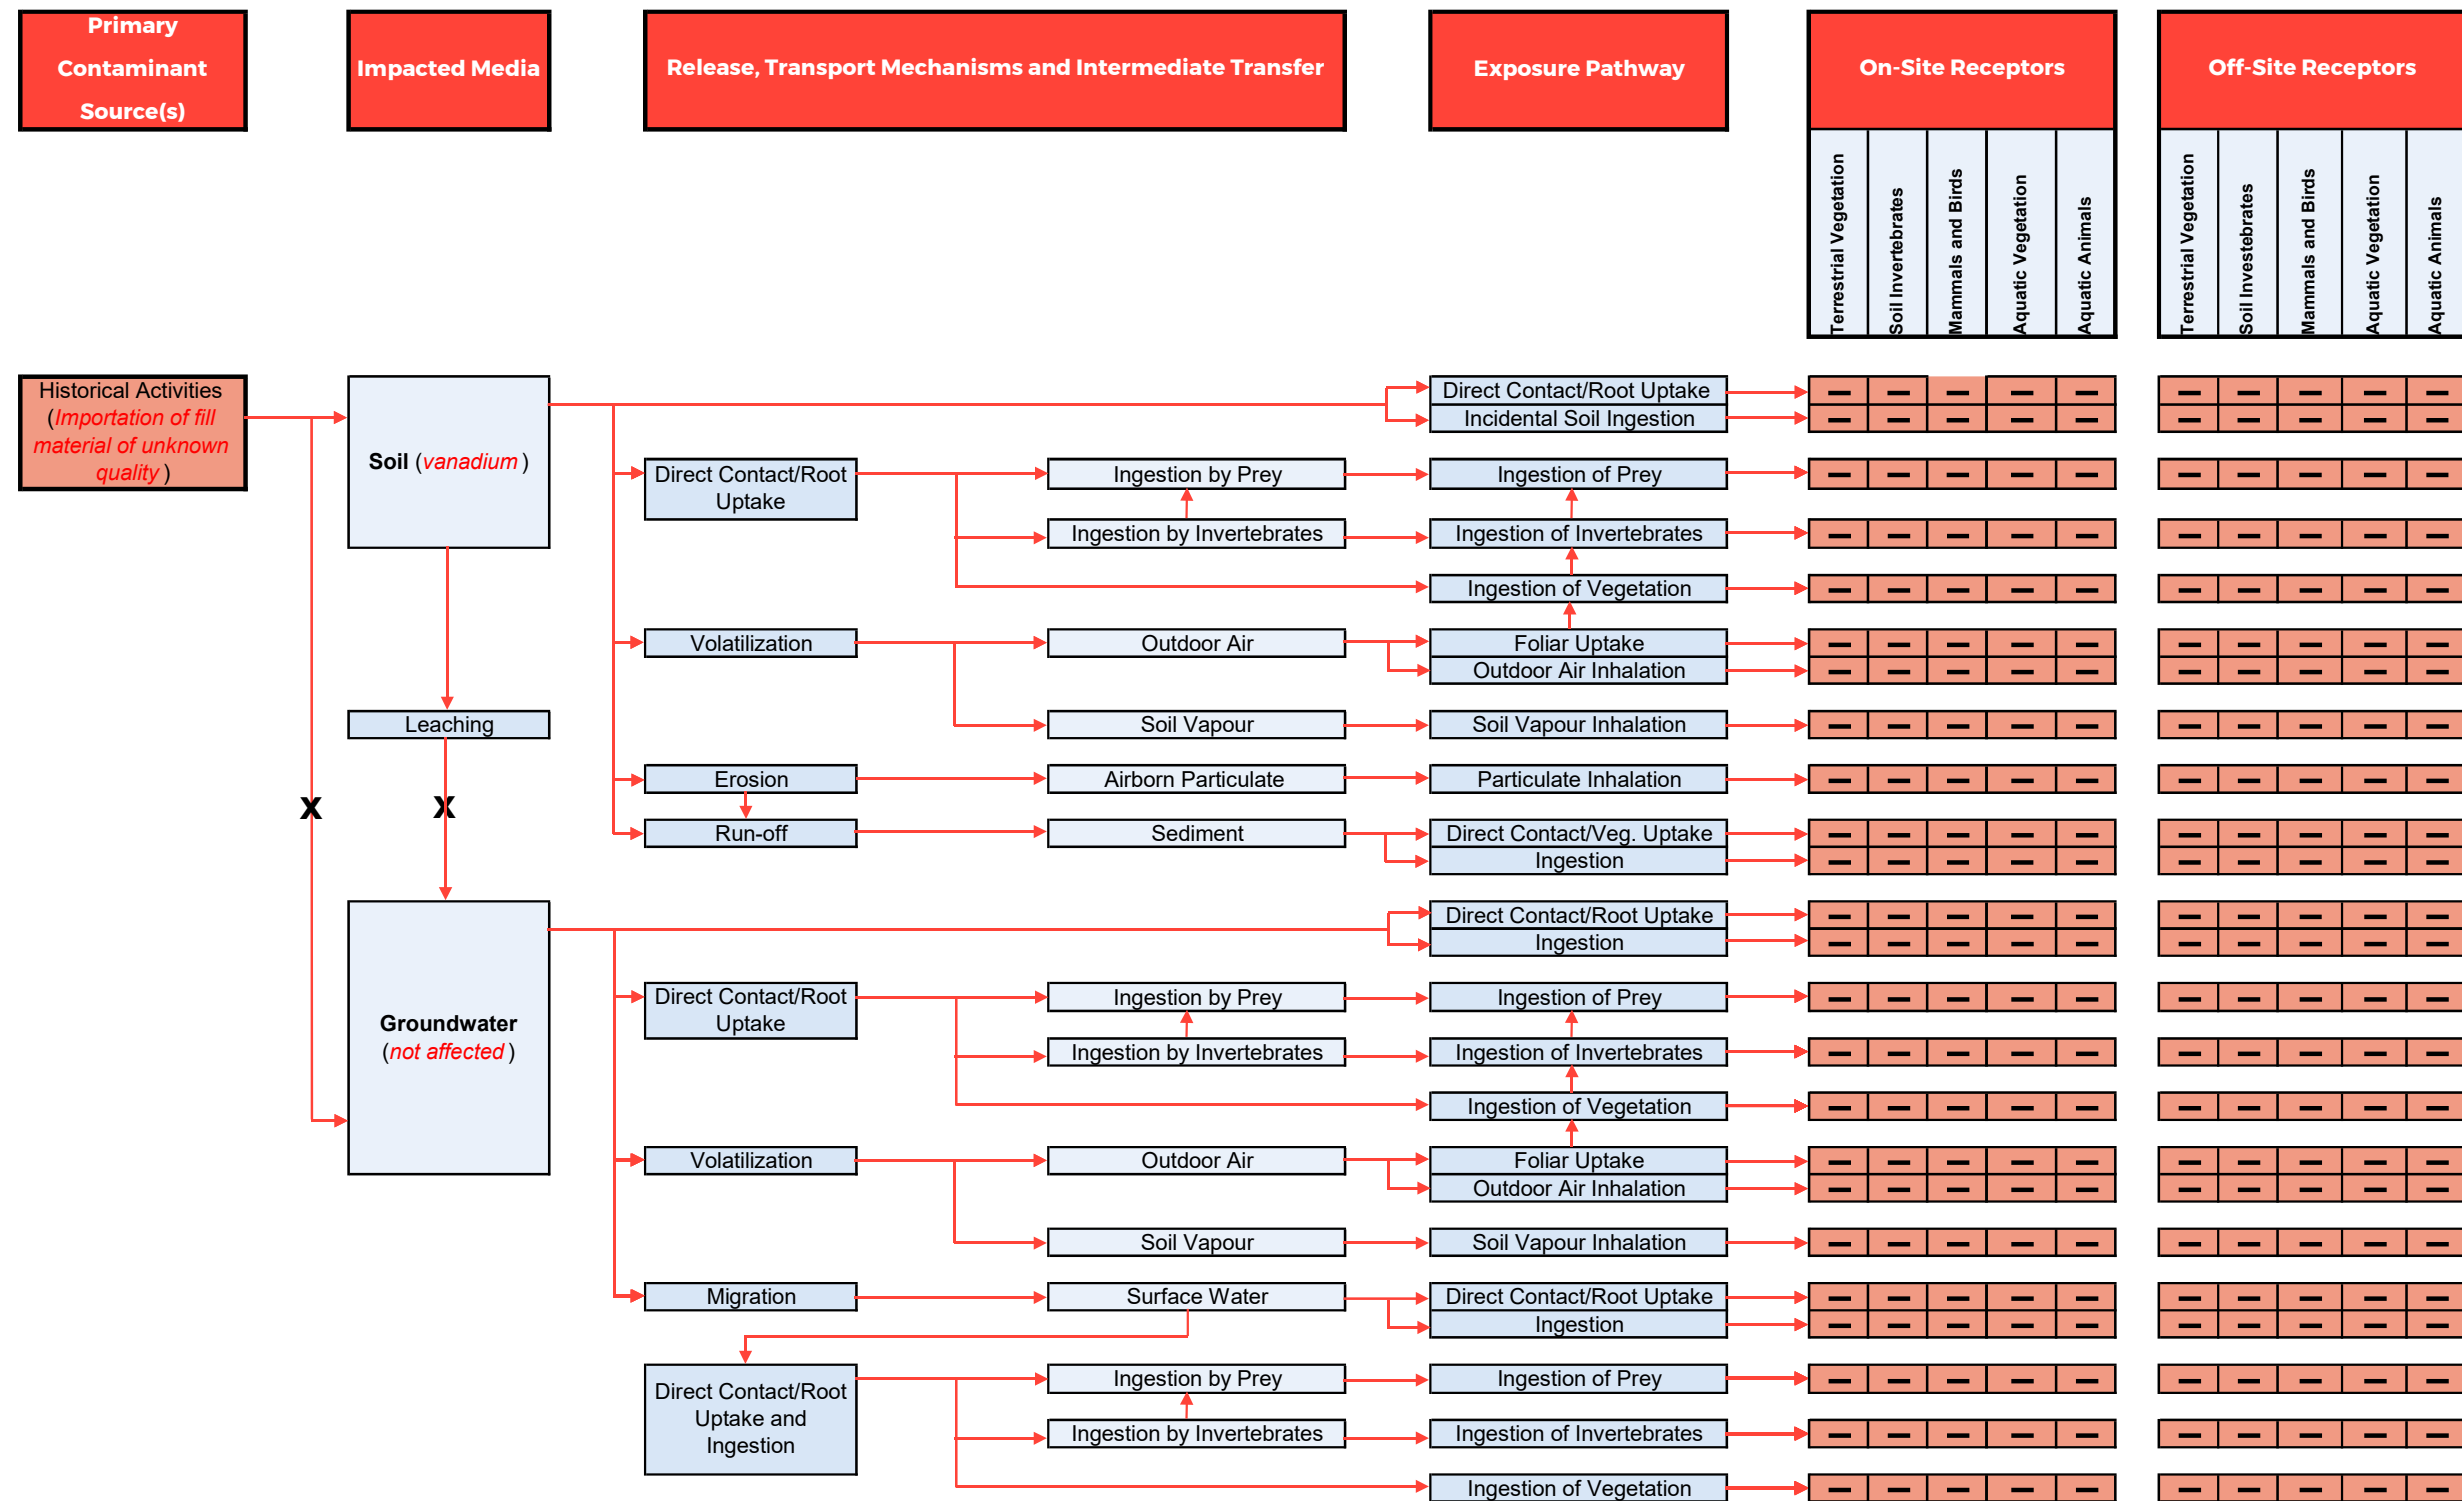 Primary
Contaminant
Source(s)
Impacted Media
Release, Transport Mechanisms and Intermediate Transfer
Exposure Pathway
On-Site Receptors
Off-Site Receptors
Terrestrial Vegetation
Soil Invertebrates
Mammals and Birds
Aquatic Vegetation
Aquatic Animals
Terrestrial Vegetation
Soil Investebrates
Mammals and Birds
Aquatic Vegetation
Aquatic Animals
Historical Activities
(Importation of fill
material of unknown
quality)
Soil (vanadium)
Direct Contact/Root Uptake
Incidental Soil Ingestion
Direct Contact/Root
Uptake
Ingestion by Prey
Ingestion of Prey
Ingestion by Invertebrates
Ingestion of Invertebrates
Ingestion of Vegetation
Volatilization
Outdoor Air
Foliar Uptake
Outdoor Air Inhalation
Leaching
Soil Vapour
Soil Vapour Inhalation
Erosion
Airborn Particulate
Particulate Inhalation
X
X
Run-off
Sediment
Direct Contact/Veg. Uptake
Ingestion
Groundwater
(not affected)
Direct Contact/Root Uptake
Ingestion
Direct Contact/Root
Uptake
Ingestion by Prey
Ingestion of Prey
Ingestion by Invertebrates
Ingestion of Invertebrates
Ingestion of Vegetation
Volatilization
Outdoor Air
Foliar Uptake
Outdoor Air Inhalation
Soil Vapour
Soil Vapour Inhalation
Migration
Surface Water
Direct Contact/Root Uptake
Ingestion
Direct Contact/Root
Uptake and
Ingestion
Ingestion by Prey
Ingestion of Prey
Ingestion by Invertebrates
Ingestion of Invertebrates
Ingestion of Vegetation